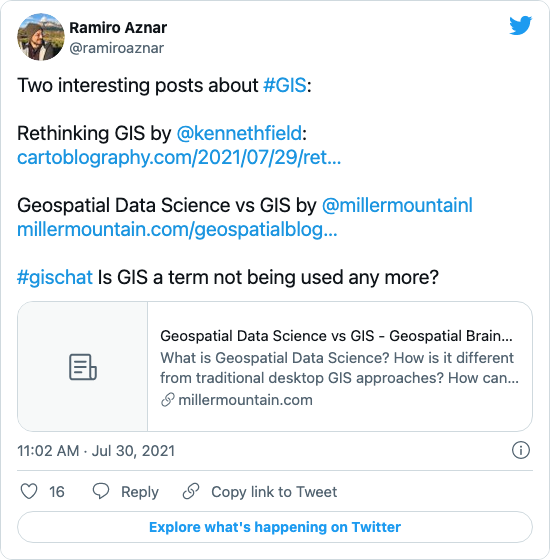 Ramiro Aznar
@ramiroaznar
Two interesting posts about #GIS:
Rethinking GIS by @kennethfield:
cartoblography.com/2021/07/29/ret...
Geospatial Data Science vs GIS by @millermountainl
millermountain.com/geospatialblog...
#gischat Is GIS a term not being used any more?
Geospatial Data Science vs GIS - Geospatial Brain...
What is Geospatial Data Science? How is it different
from traditional desktop GIS approaches? How can...
millermountain.com
11:02 AM · Jul 30, 2021
16 Reply Copy link to Tweet
Explore what's happening on Twitter